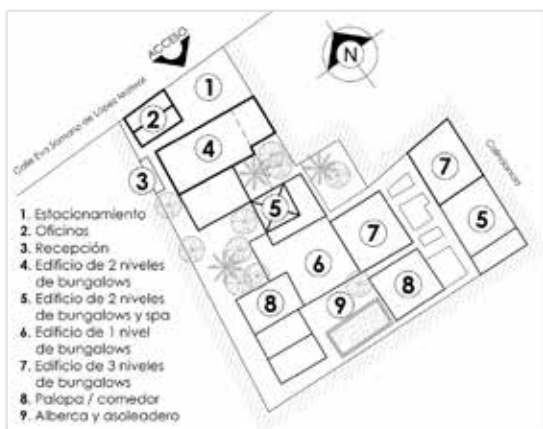 ACCESO
N
Calle Eva Samano de López Mateos
1
2
4
3
5
7
Colindancia
5
7
6
8
8
9
1. Estacionamiento
2. Oficinas
3. Recepción
4. Edificio de 2 niveles
de bungalows
5. Edificio de 2 niveles
de bungalows y spa
6. Edificio de 1 nivel
de bungalows
7. Edificio de 3 niveles
de bungalows
8. Palapa / comedor
9. Alberca y asoleadero